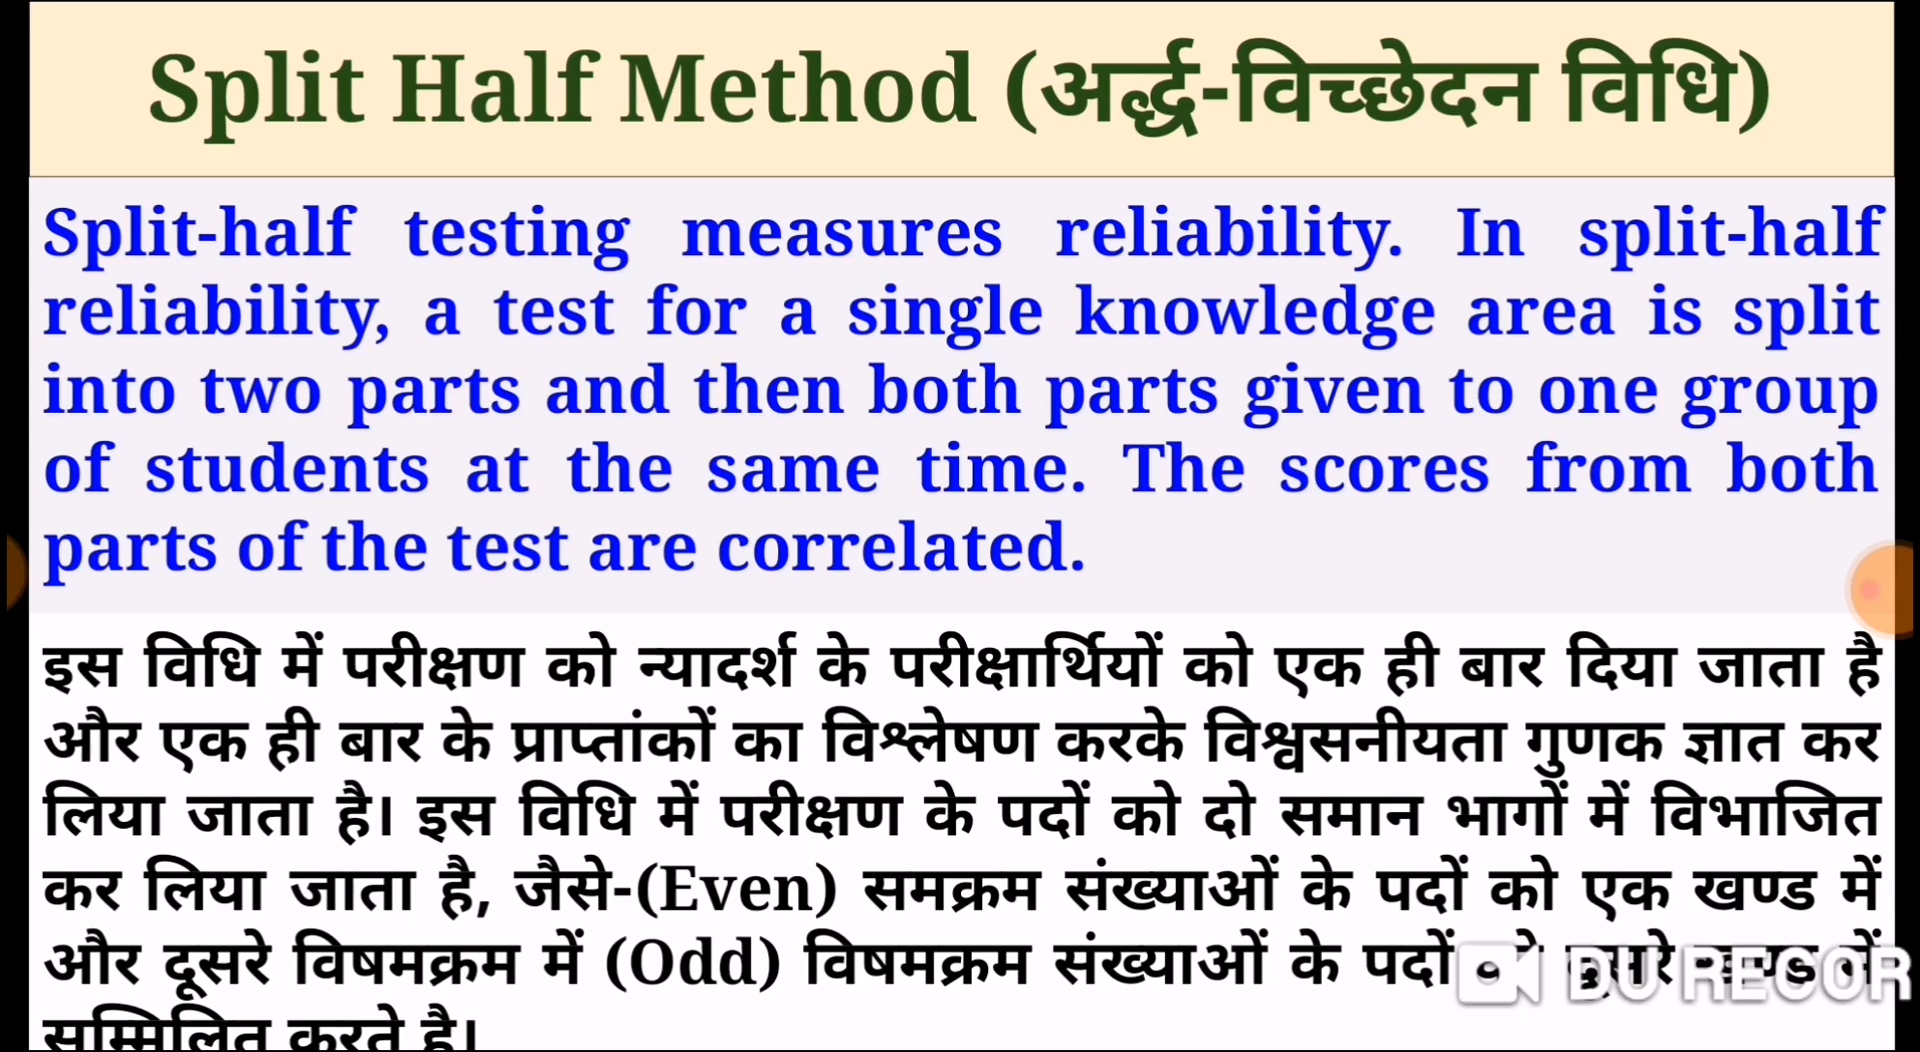 Split Half Method (अर्द्ध-विच्छेदन विधि)
Split-half testing measures reliability. In split-half
reliability, a test for a single knowledge area is split
into two parts and then both parts given to one group
of students at the same time. The scores from both
parts of the test are correlated.
इस विधि में परीक्षण को न्यादर्श के परीक्षार्थियों को एक ही बार दिया जाता है
और एक ही बार के प्राप्तांकों का विश्लेषण करके विश्वसनीयता गुणक ज्ञात कर
लिया जाता है। इस विधि में परीक्षण के पदों को दो समान भागों में विभाजित
कर लिया जाता है, जैसे-(Even) समक्रम संख्याओं के पदों को एक खण्ड में
और दूसरे विषमक्रम में (Odd) विषमक्रम संख्याओं के पदों को दूसरे खण्ड में
सम्मिलित करते है।
DU RECOR